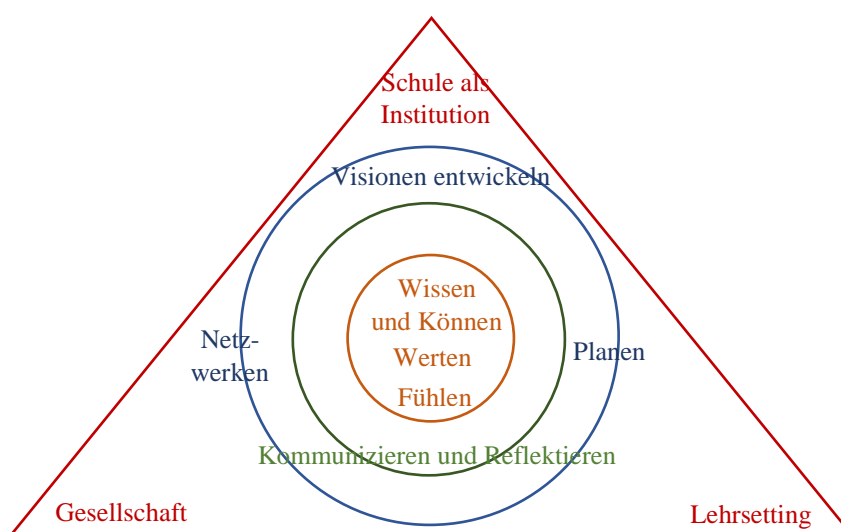 Schule als
Institution
Visionen entwickeln
Wissen
und Können
Werten
Fühlen
Netz-
werken
Planen
Kommunizieren und Reflektieren
Gesellschaft
Lehrsetting